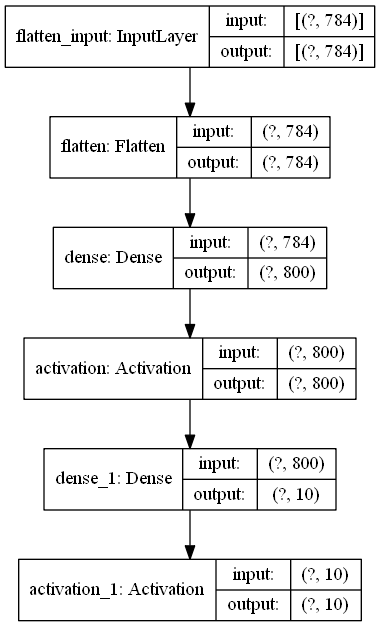 flatten_input: InputLayer
input: [(?, 784)]
output: [(?, 784)]
flatten: Flatten
input: (?, 784)
output: (?, 784)
dense: Dense
input: (?, 784)
output: (?, 800)
activation: Activation
input: (?, 800)
output: (?, 800)
dense_1: Dense
input: (?, 800)
output: (?, 10)
activation_1: Activation
input: (?, 10)
output: (?, 10)